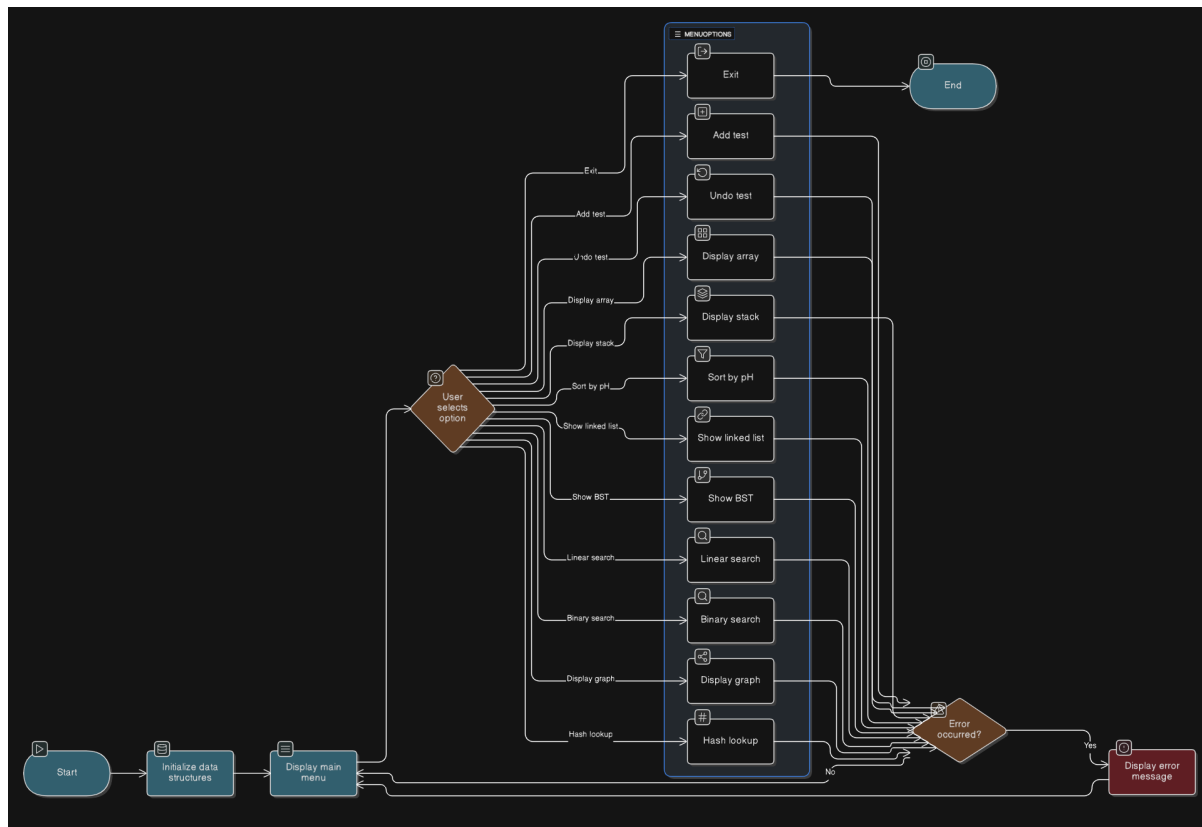 MENUOPTIONS
Exit
End
Add test
Exit
Undo test
Add test
Display array
Undo test
Display array
Display stack
Display stack
Sort by pH
Sort by pH
User
selects
option
Show linked list
Show linked list
Show BST
Show BST
Linear search
Linear search
Binary search
Binary search
Display graph
Display graph
Hash lookup
Hash lookup
Error
occurred?
Yes
Start
Initialize data
structures
Display main
menu
No
Display error
message
#